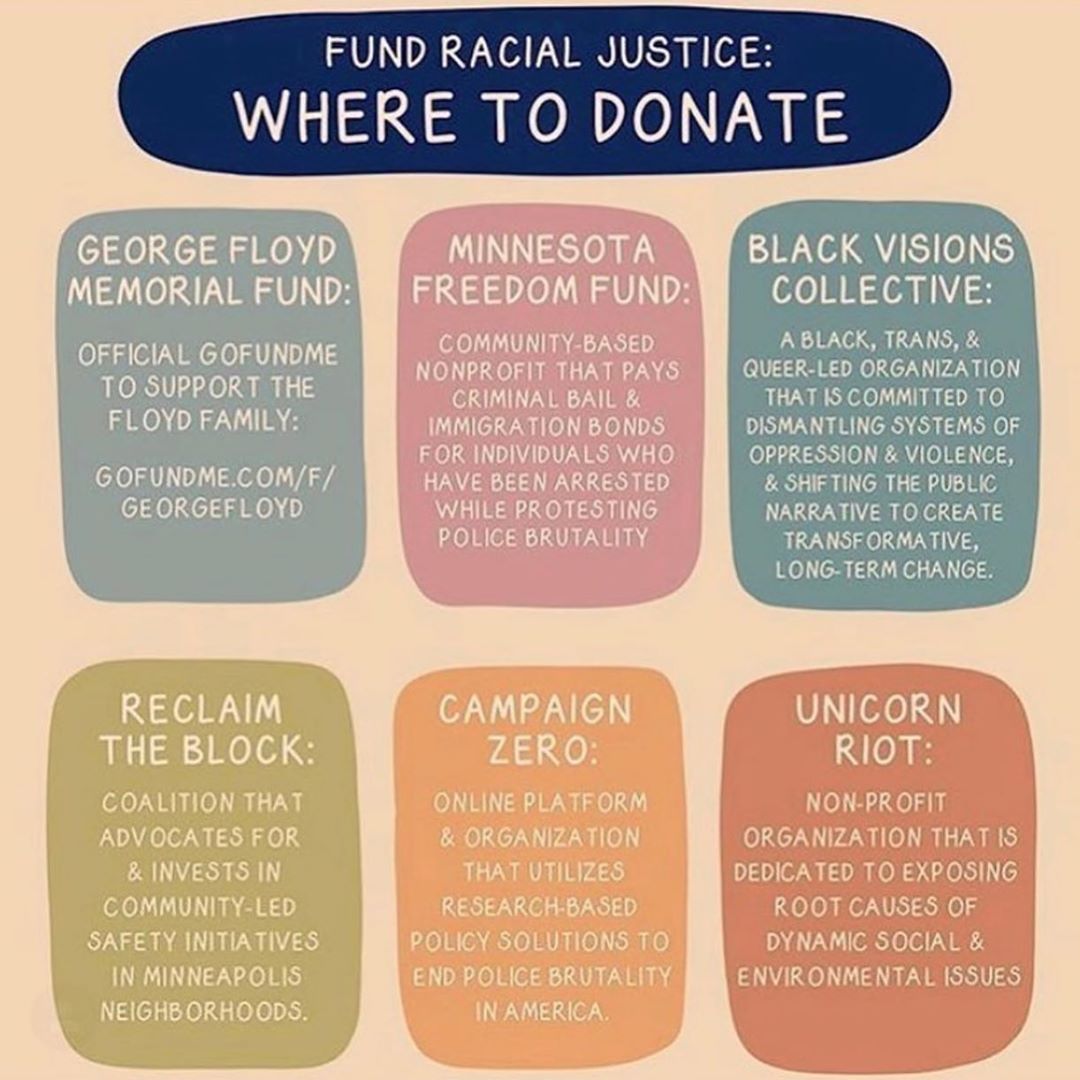 FUND RACIAL JUSTICE:
WHERE TO DONATE
GEORGE FLOYD
MEMORIAL FUND:
OFFICIAL GOFUNDME
TO SUPPORT THE
FLOYD FAMILY:
GOFUNDME.COM/F/
GEORGEFLOYD
MINNESOTA
FREEDOM FUND:
COMMUNITY-BASED
NONPROFIT THAT PAYS
CRIMINAL BAIL &
IMMIGRATION BONDS
FOR INDIVIDUALS WHO
HAVE BEEN ARRESTED
WHILE PROTESTING
POLICE BRUTALITY
BLACK VISIONS
COLLECTIVE:
A BLACK, TRANS, &
QUEER-LED ORGANIZATION
THAT IS COMMITTED TO
DISMANTLING SYSTEMS OF
OPPRESSION & VIOLENCE,
& SHIFTING THE PUBLIC
NARRATIVE TO CREATE
TRANSFORMATIVE,
LONG-TERM CHANGE.
RECLAIM
THE BLOCK:
COALITION THAT
ADVOCATES FOR
& INVESTS IN
COMMUNITY-LED
SAFETY INITIATIVES
IN MINNEAPOLIS
NEIGHBORHOODS.
CAMPAIGN
ZERO:
ONLINE PLATFORM
& ORGANIZATION
THAT UTILIZES
RESEARCH-BASED
POLICY SOLUTIONS TO
END POLICE BRUTALITY
IN AMERICA.
UNICORN
RIOT:
NON-PROFIT
ORGANIZATION THAT IS
DEDICATED TO EXPOSING
ROOT CAUSES OF
DYNAMIC SOCIAL &
ENVIRONMENTAL ISSUES